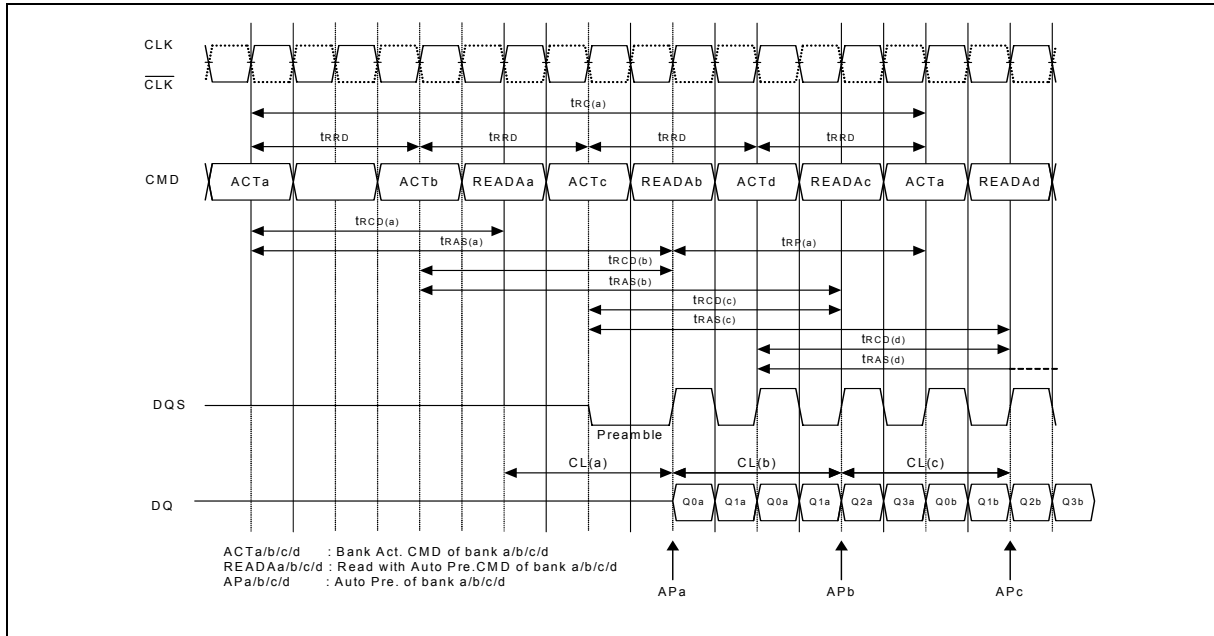 CLK
CLK
tRC(a)
tRRD tRRD tRRD tRRD
CMD ACTa ACTb READAa ACTc READAb ACTd READAc ACTa READAd
tRCD(a)
tRAS(a) tRP(a)
tRCD(b)
tRAS(b)
tRCD(c)
tRAS(c)
tRCD(d)
tRAS(d)
DQS
Preamble
CL(a) CL(b) CL(c)
DQ Q0a Q1a Q0a Q1a Q2a Q3a Q0b Q1b Q2b Q3b
ACTa/b/c/d : Bank Act. CMD of bank a/b/c/d
READAa/b/c/d : Read with Auto Pre.CMD of bank a/b/c/d
APa/b/c/d : Auto Pre. of bank a/b/c/d
APa APb APc